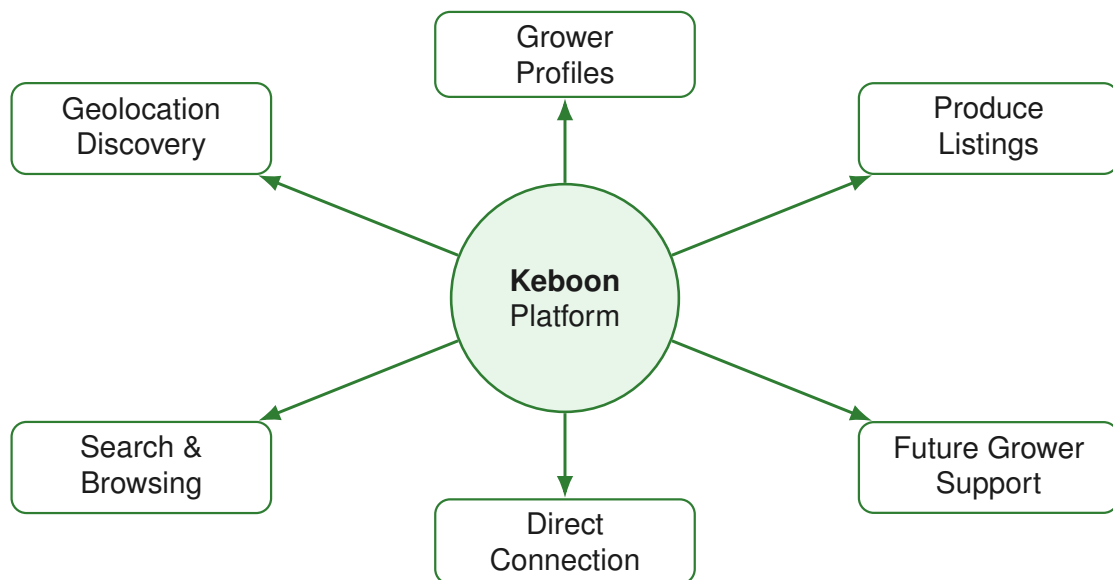 Grower
Profiles
Geolocation
Discovery
Produce
Listings
Keboon
Platform
Search &
Browsing
Future Grower
Support
Direct
Connection